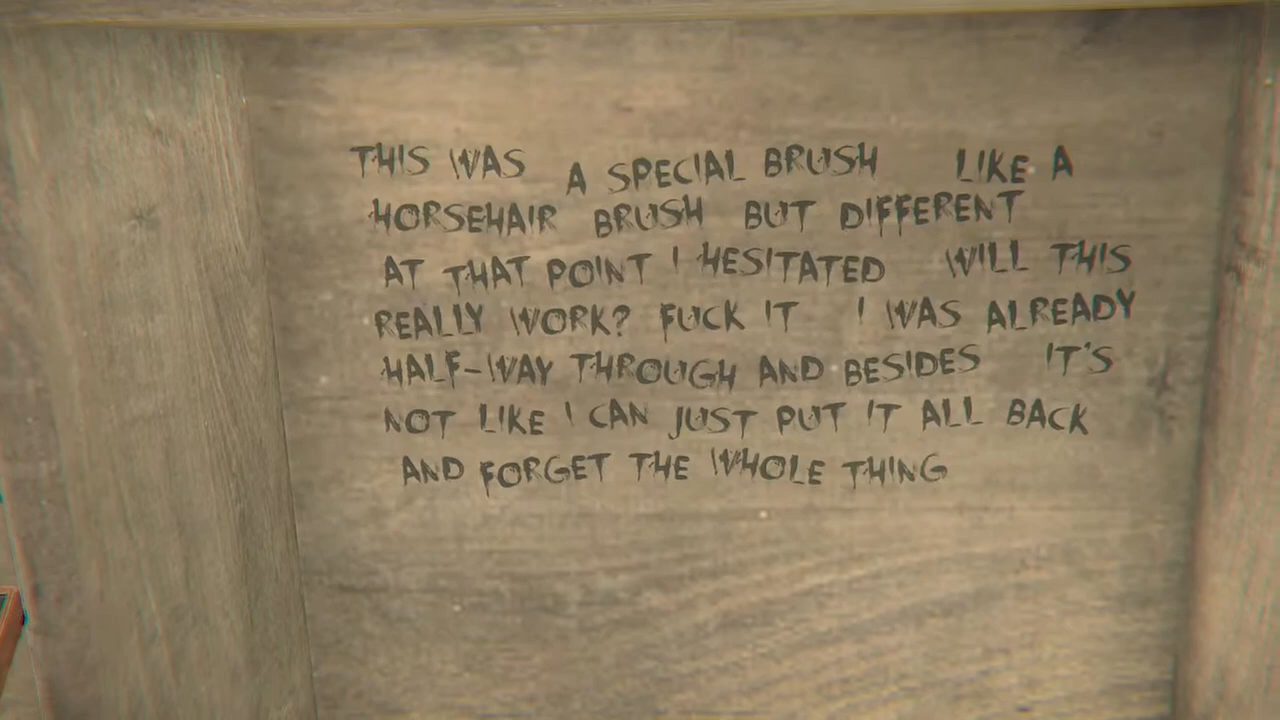 THIS WAS A SPECIAL BRUSH LIKE A
HORSEHAIR BRUSH BUT DIFFERENT
AT THAT POINT I HESITATED WILL THIS
REALLY WORK? FUCK IT I WAS ALREADY
HALF-WAY THROUGH AND BESIDES IT'S
NOT LIKE I CAN JUST PUT IT ALL BACK
AND FORGET THE WHOLE THING